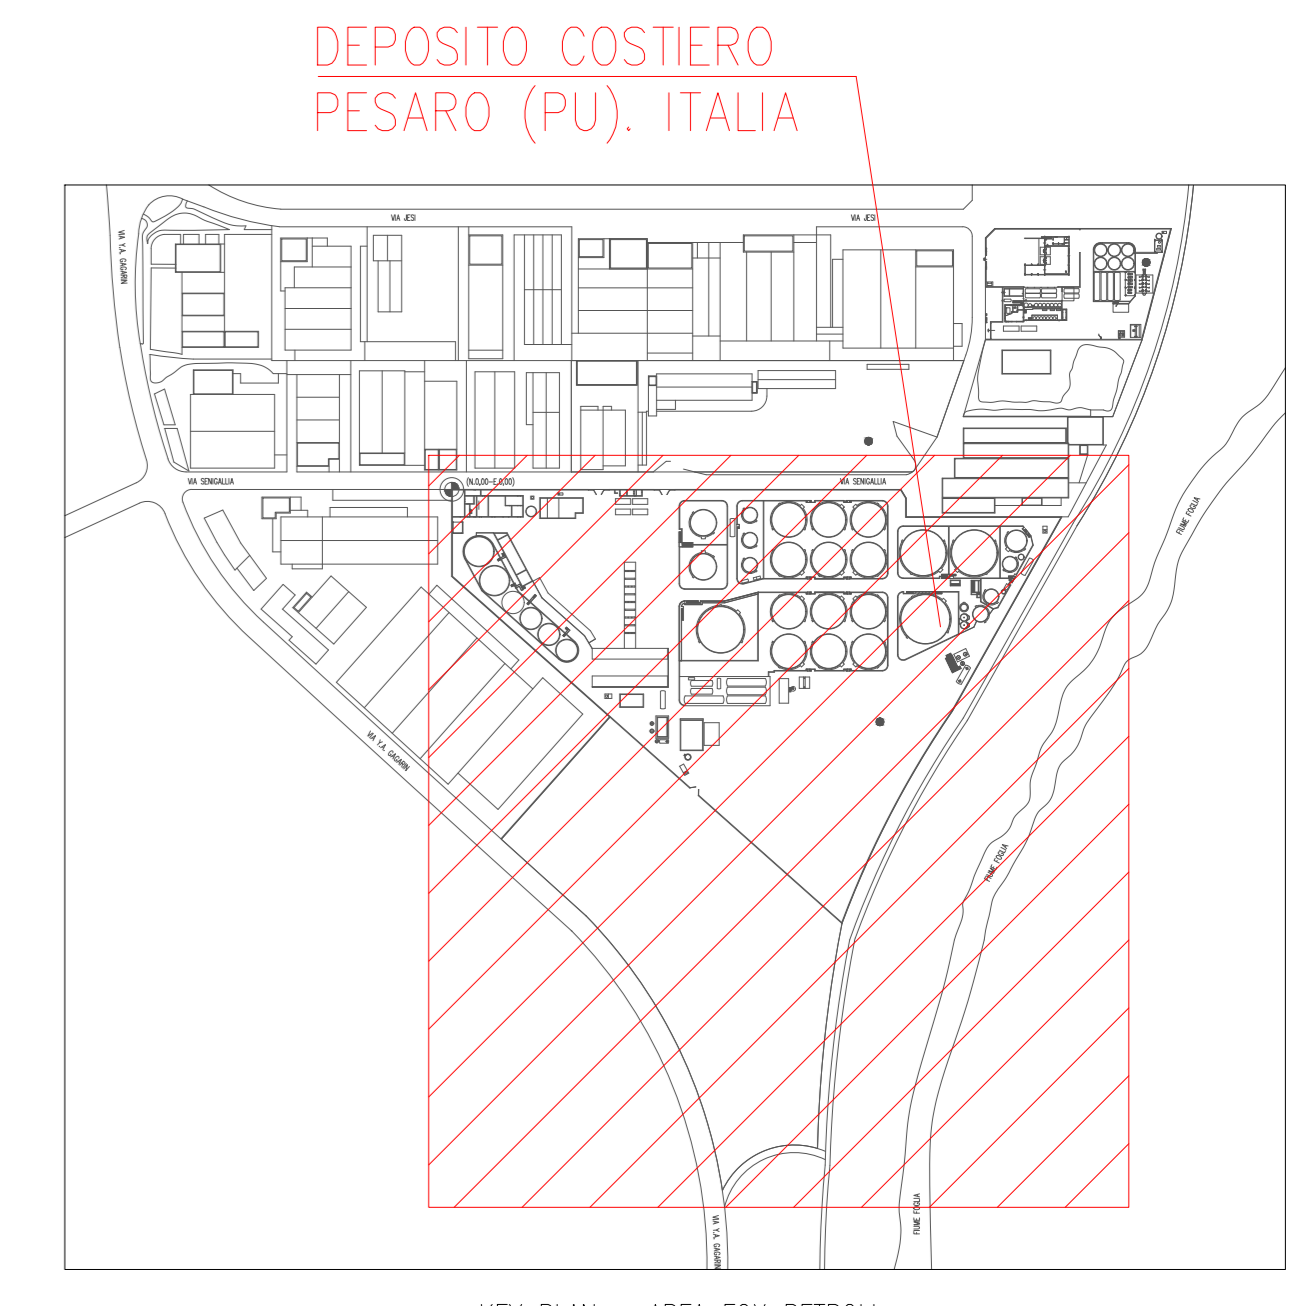 DEPOSITO COSTIERO
PESARO (PU). ITALIA
VIA JESI
VIA JESI
VIA Y.A. GAGARIN
VIA SENIGALLIA
(N.0,00-E.0,00)
VIA SENIGALLIA
FIUME FOGLIA
VIA Y.A. GAGARIN
FIUME FOGLIA
FIUME FOGLIA
VIA Y.A. GAGARIN